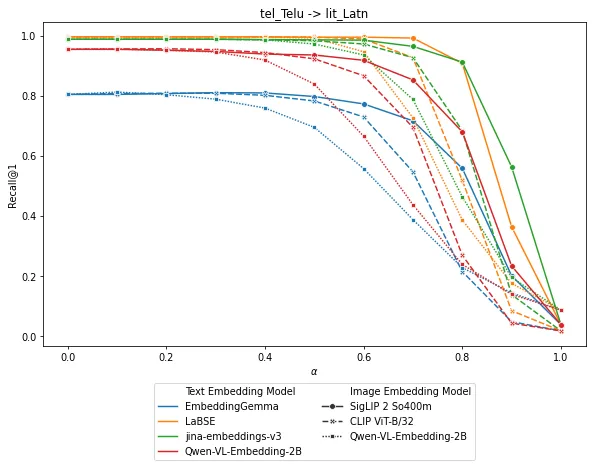 tel_Telu -> lit_Latn
Recall@1
1.0
0.8
0.6
0.4
0.2
0.0
0.0 0.2 0.4 0.6 0.8 1.0
α
Text Embedding Model
EmbeddingGemma
LaBSE
jina-embeddings-v3
Qwen-VL-Embedding-2B
Image Embedding Model
SigLIP 2 So400m
CLIP ViT-B/32
Qwen-VL-Embedding-2B